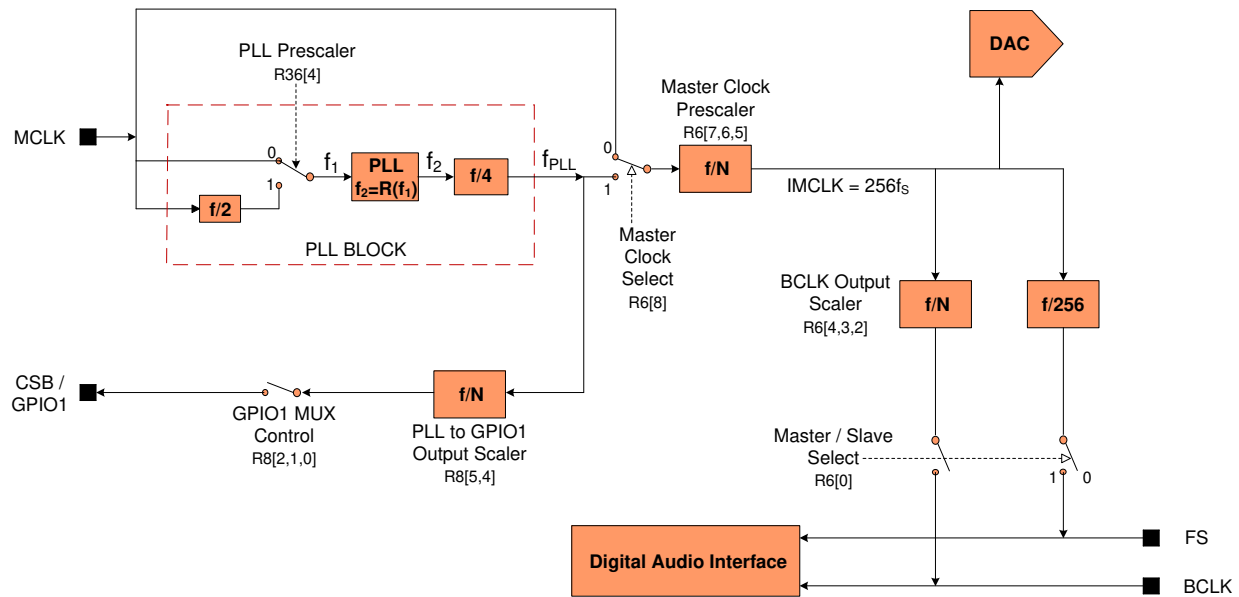 PLL Prescaler
R36[4]
MCLK
0
1
f/2
f1
PLL
f2=R(f1)
f2
f/4
fPLL
PLL BLOCK
0
1
Master
Clock
Select
R6[8]
Master Clock
Prescaler
R6[7,6,5]
f/N
IMCLK = 256fS
DAC
BCLK Output
Scaler
R6[4,3,2]
f/N
f/256
CSB /
GPIO1
GPIO1 MUX
Control
R8[2,1,0]
f/N
PLL to GPIO1
Output Scaler
R8[5,4]
Master / Slave
Select
R6[0]
1 0
Digital Audio Interface
FS
BCLK